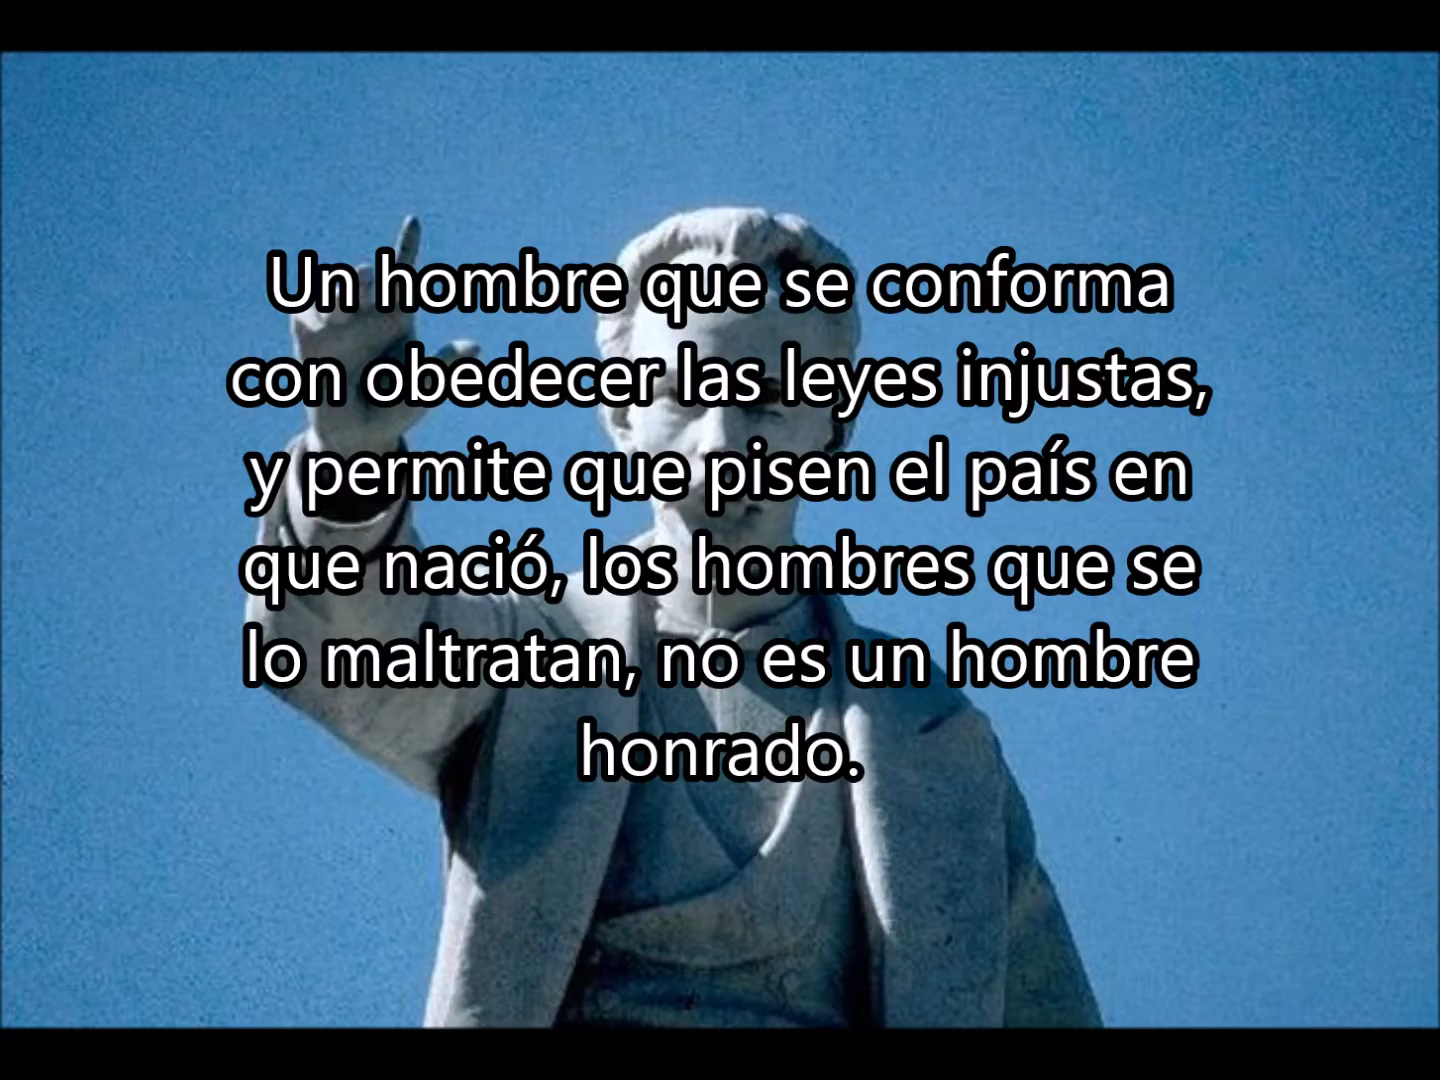 Un hombre que se conforma
con obedecer las leyes injustas,
y permite que pisen el país en
que nació, los hombres que se
lo maltratan, no es un hombre
honrado.